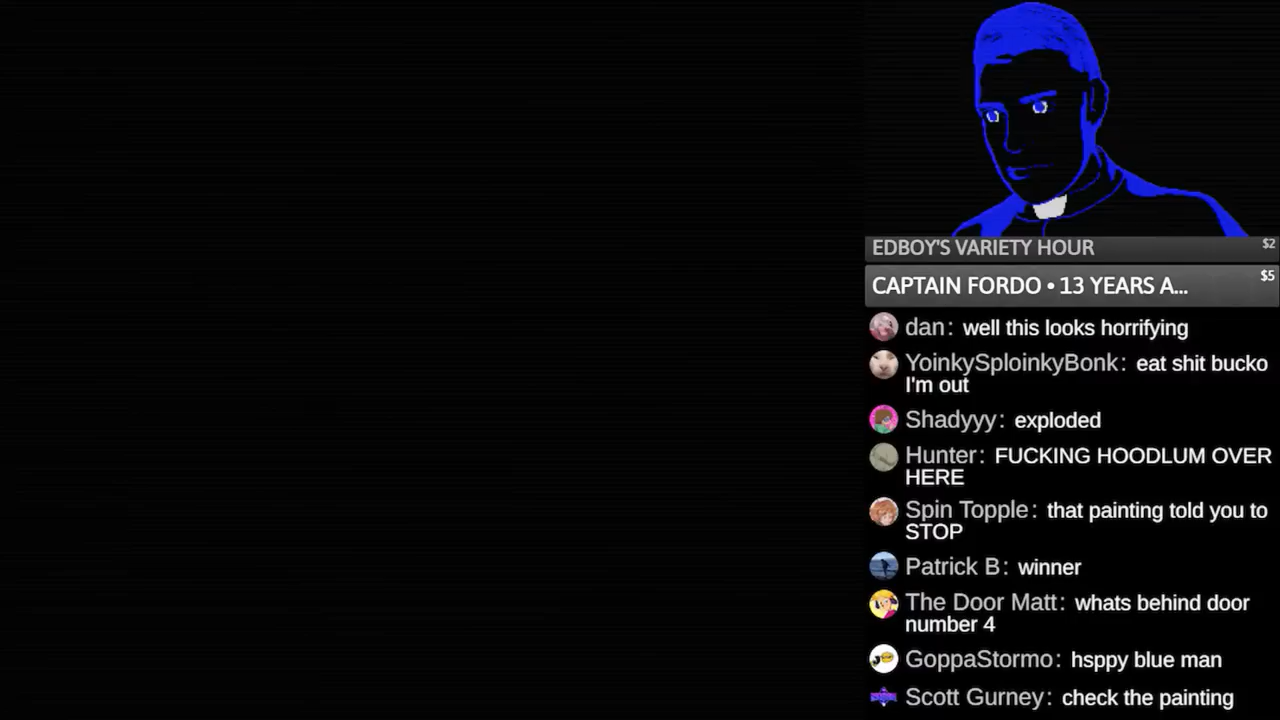 EDBOY'S VARIETY HOUR $2
CAPTAIN FORDO • 13 YEARS A... $5
dan: well this looks horrifying
YoinkySploinkyBonk: eat shit bucko
I'm out
Shadyyy: exploded
Hunter: FUCKING HOODLUM OVER
HERE
Spin Topple: that painting told you to
STOP
Patrick B: winner
The Door Matt: whats behind door
number 4
GoppaStormo: hsppy blue man
Scott Gurney: check the painting